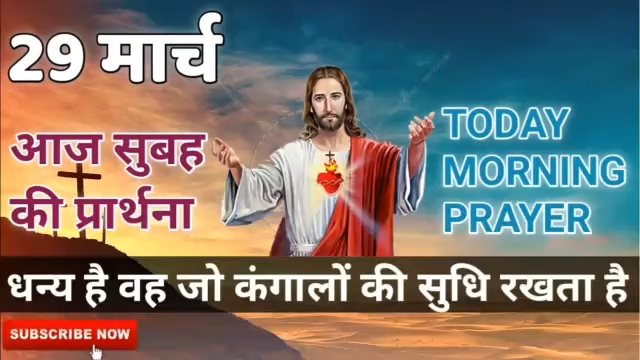 29 मार्च
आज सुबह
की प्रार्थना
TODAY
MORNING
PRAYER
धन्य है वह जो कंगालों की सुधि रखता है
SUBSCRIBE NOW